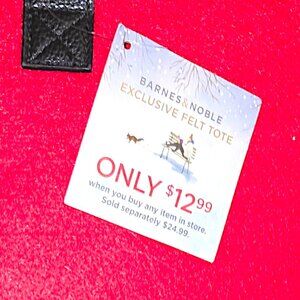 BARNES&NOBLE
EXCLUSIVE FELT TOTE
ONLY $12.99
when you buy any item in store.
Sold separately $24.99.